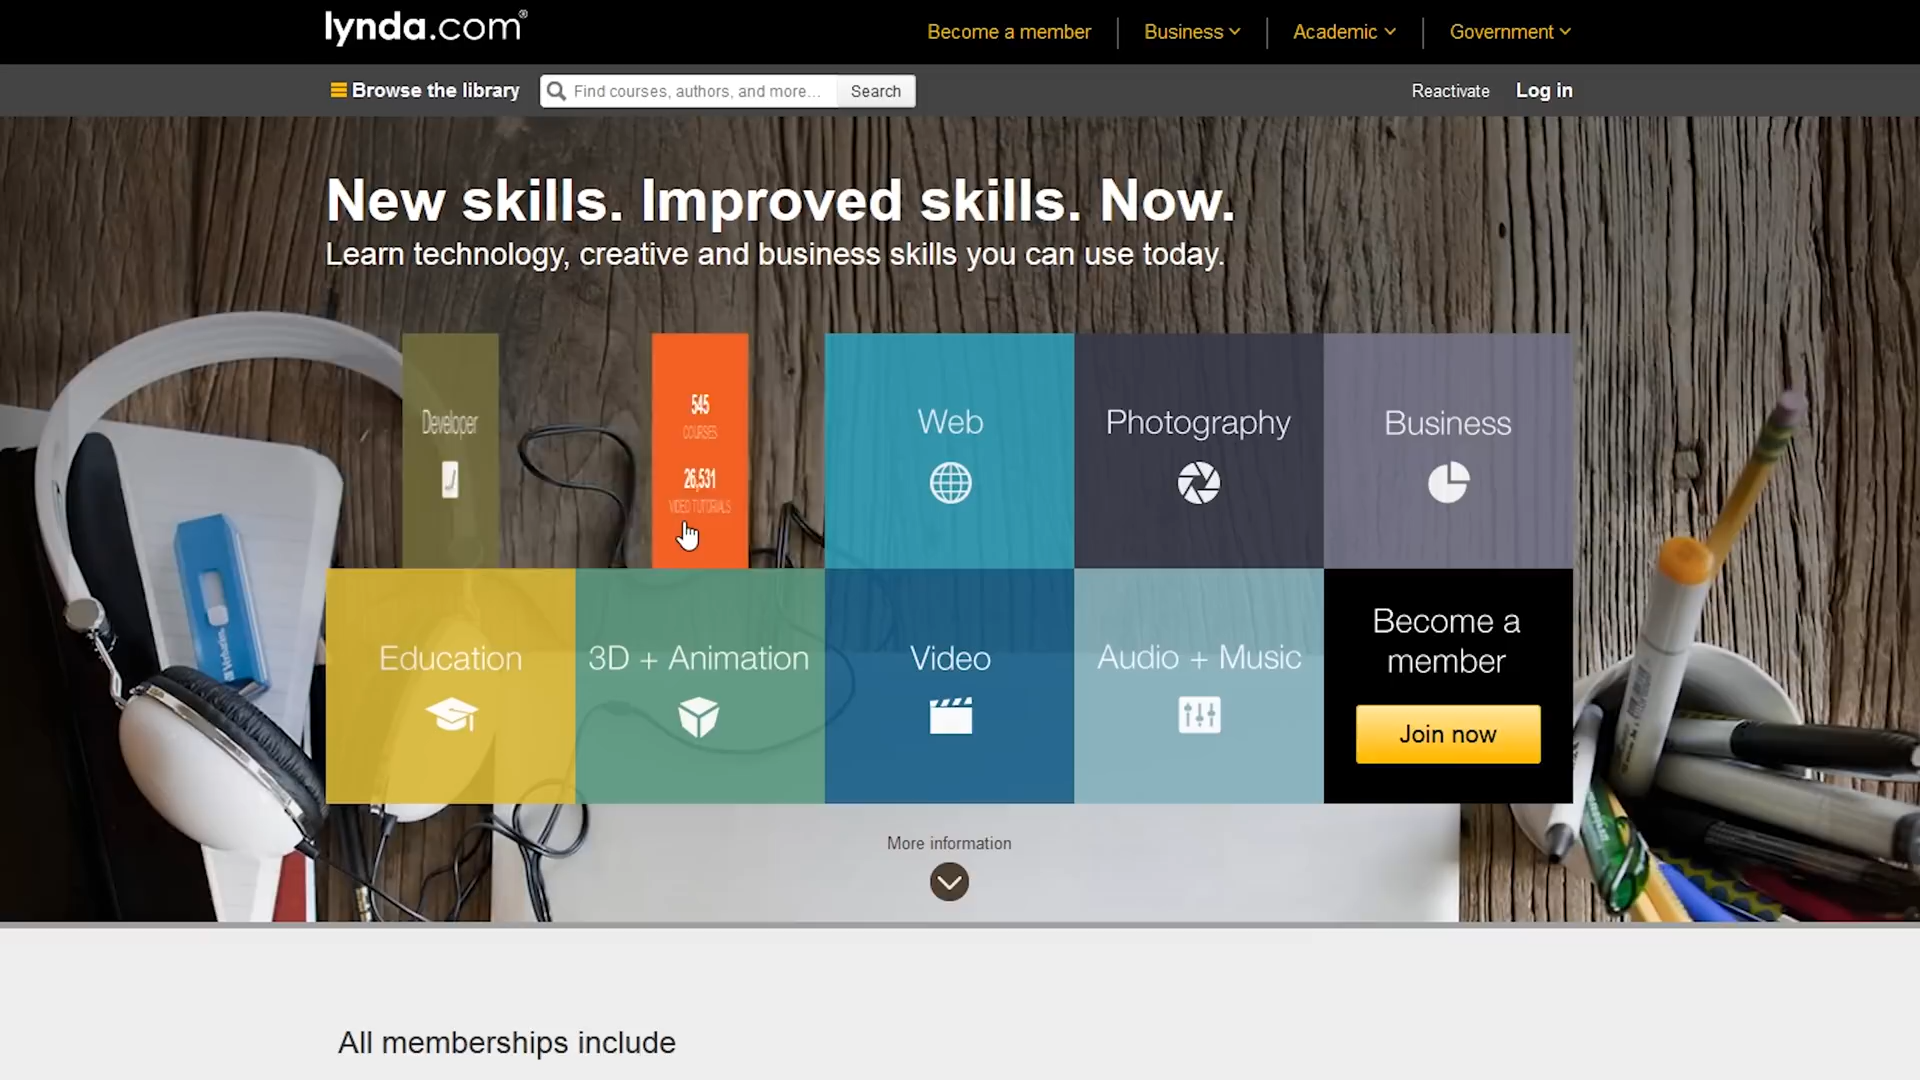 lynda.com®
Become a member
Business
Academic
Government
Browse the library
Find courses, authors, and more...
Search
Reactivate
Log in
New skills. Improved skills. Now.
Learn technology, creative and business skills you can use today.
Developer
545
COURSES
26,531
VIDEO TUTORIALS
Web
Photography
Business
Education
3D + Animation
Video
Audio + Music
Become a
member
Join now
Verbatim
More information
All memberships include